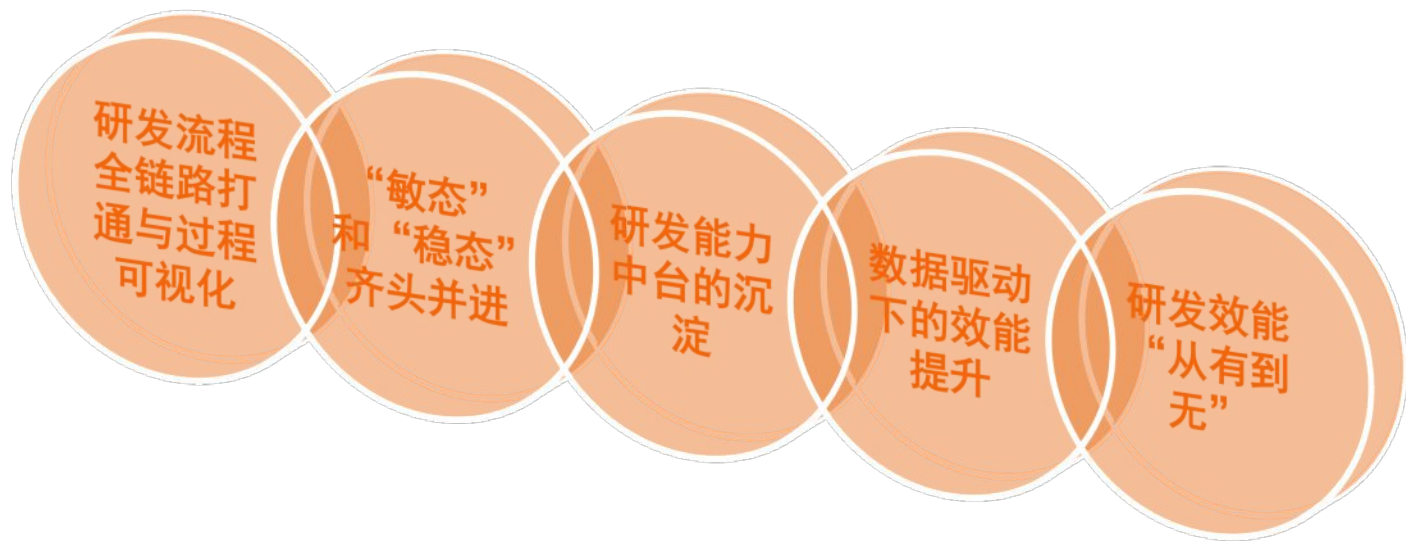 研发流程
全链路打
通与过程
可视化
“敏态”
和“稳态”
齐头并进
研发能力
中台的沉
淀
数据驱动
下的效能
提升
研发效能
“从有到
无”